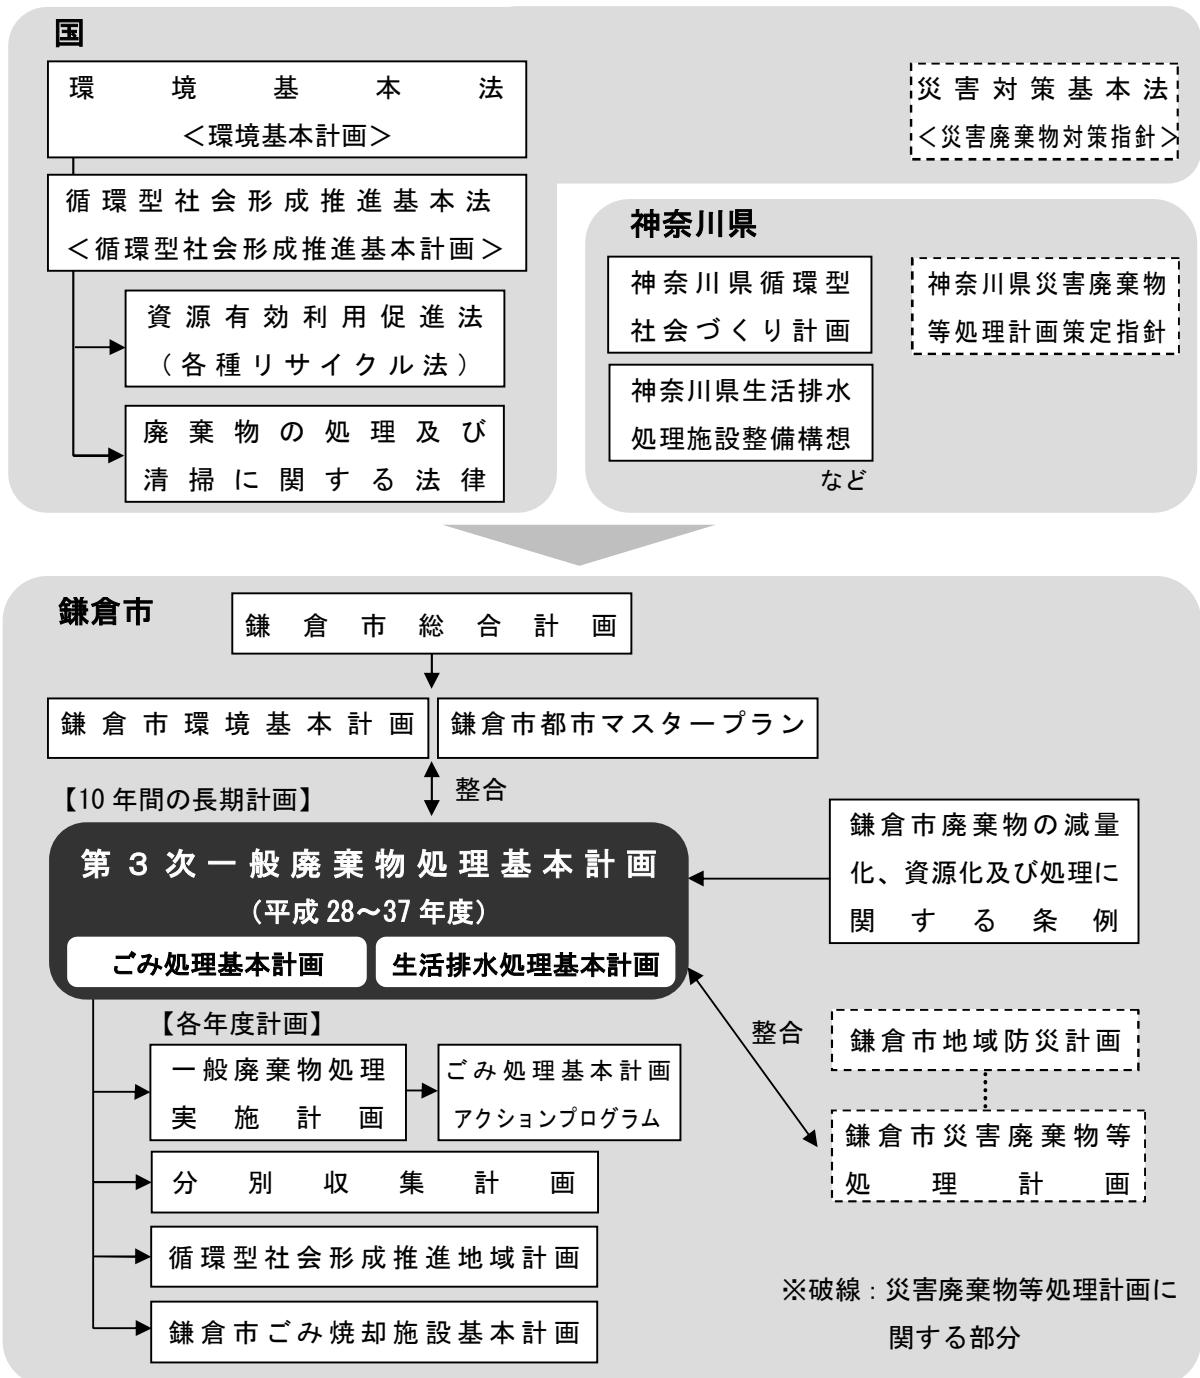 国
環境基本法
＜環境基本計画＞
循環型社会形成推進基本法
＜循環型社会形成推進基本計画＞
資源有効利用促進法
（各種リサイクル法）
廃棄物の処理及び
清掃に関する法律
災害対策基本法
＜災害廃棄物対策指針＞
神奈川県
神奈川県循環型
社会づくり計画
神奈川県生活排水
処理施設整備構想
など
神奈川県災害廃棄物
等処理計画策定指針
鎌倉市
鎌倉市総合計画
鎌倉市環境基本計画
鎌倉市都市マスタープラン
整合
【10年間の長期計画】
第３次一般廃棄物処理基本計画
（平成28～37年度）
ごみ処理基本計画
生活排水処理基本計画
鎌倉市廃棄物の減量
化、資源化及び処理に
関する条例
【各年度計画】
一般廃棄物処理
実施計画
ごみ処理基本計画
アクションプログラム
分別収集計画
循環型社会形成推進地域計画
鎌倉市ごみ焼却施設基本計画
整合
鎌倉市地域防災計画
鎌倉市災害廃棄物等
処理計画
※破線：災害廃棄物等処理計画に
関する部分